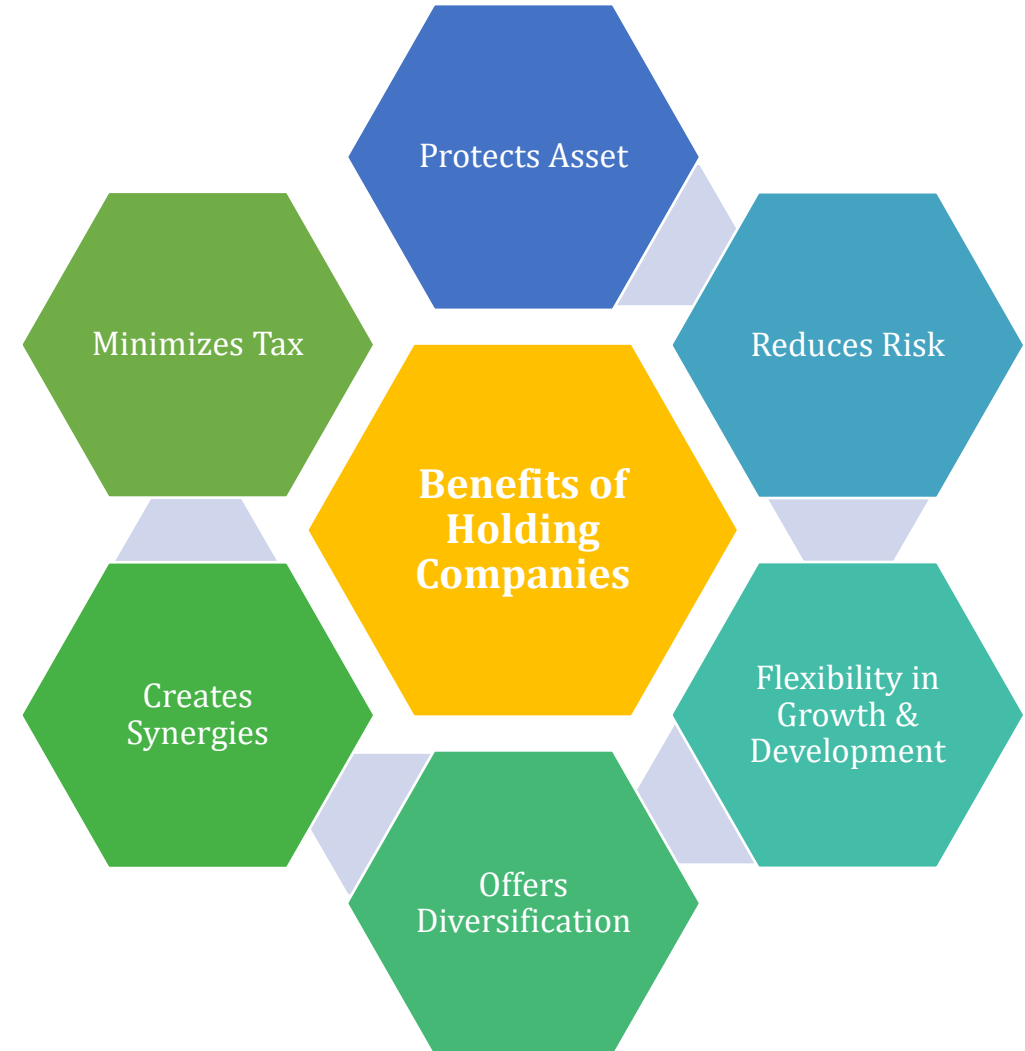 Protects Asset
Minimizes Tax
Reduces Risk
Benefits of
Holding
Companies
Creates
Synergies
Flexibility in
Growth &
Development
Offers
Diversification